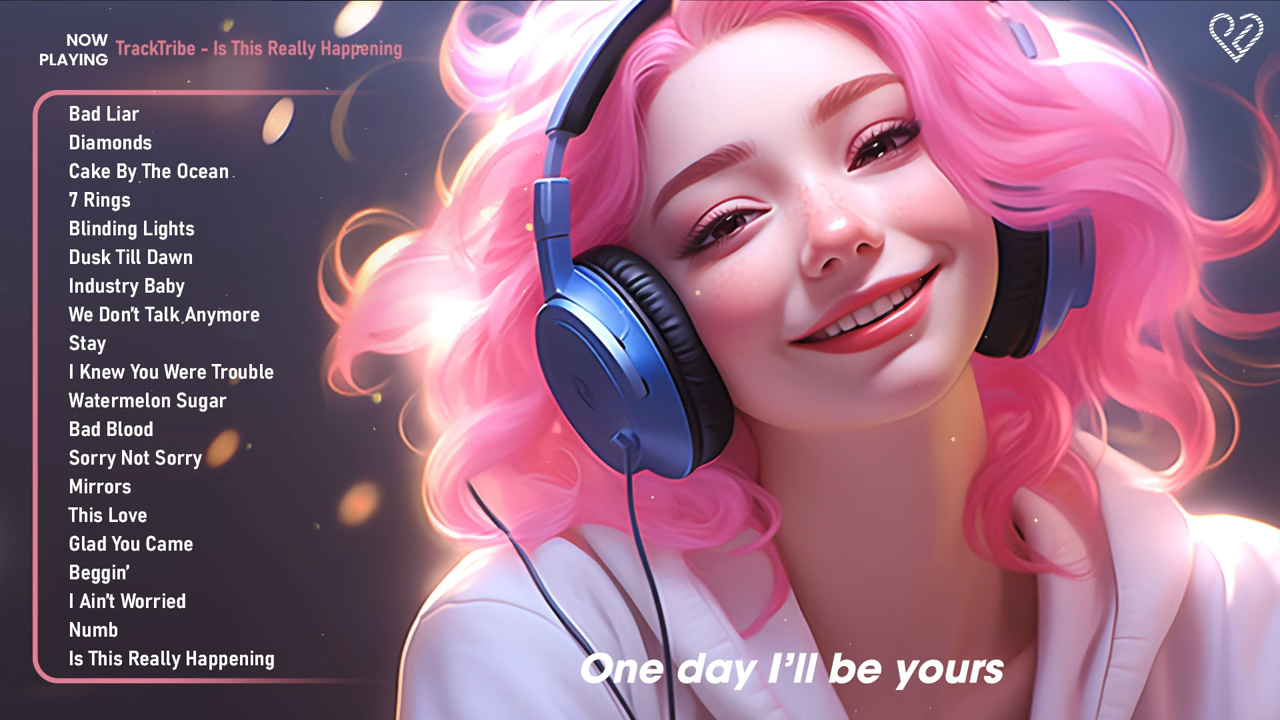 NOW
PLAYING
TrackTribe - Is This Really Happening
Bad Liar
Diamonds
Cake By The Ocean
7 Rings
Blinding Lights
Dusk Till Dawn
Industry Baby
We Don't Talk Anymore
Stay
I Knew You Were Trouble
Watermelon Sugar
Bad Blood
Sorry Not Sorry
Mirrors
This Love
Glad You Came
Beggin'
I Ain't Worried
Numb
Is This Really Happening
One day I'll be yours